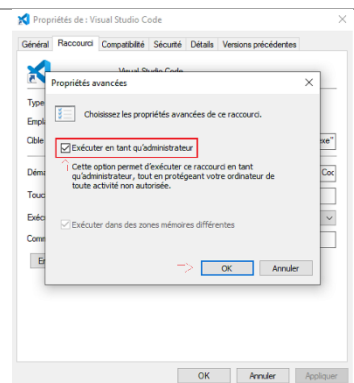 Propriétés de : Visual Studio Code
Général Raccourci Compatibilité Sécurité Détails Versions précédentes
Propriétés avancées
Type
Choisissez les propriétés avancées de ce raccourci.
Cible
Exécuter en tant qu'administrateur
Cette option permet d'exécuter ce raccourci en tant
qu'administrateur, tout en protégeant votre ordinateur de
toute activité non autorisée.
Exécuter dans des zones mémoires différentes
OK Annuler
OK Annuler Appliquer